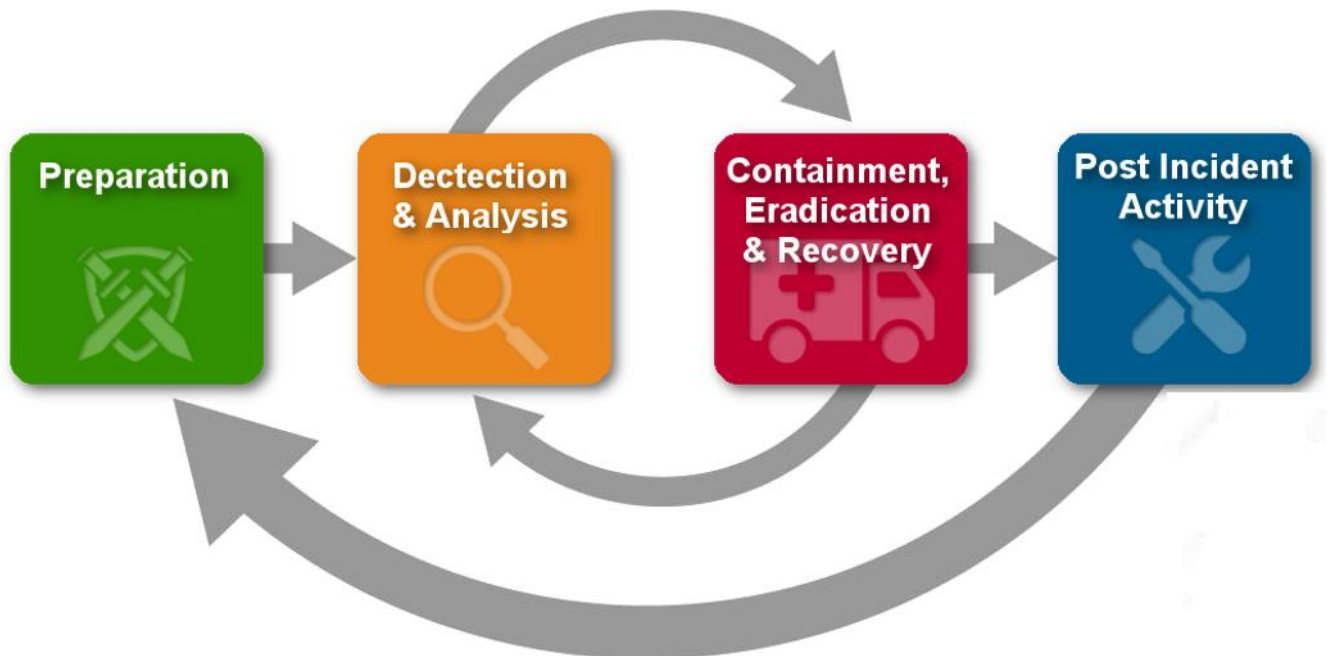 Preparation
Dectection
& Analysis
Containment,
Eradication
& Recovery
Post Incident
Activity